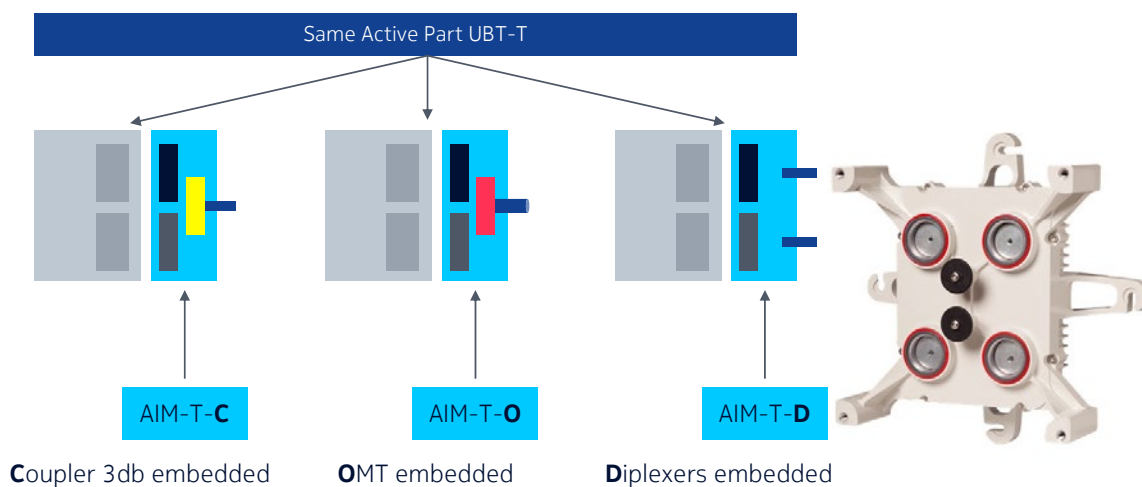 Same Active Part UBT-T
AIM-T-C
AIM-T-O
AIM-T-D
Coupler 3db embedded
OMT embedded
Diplexers embedded